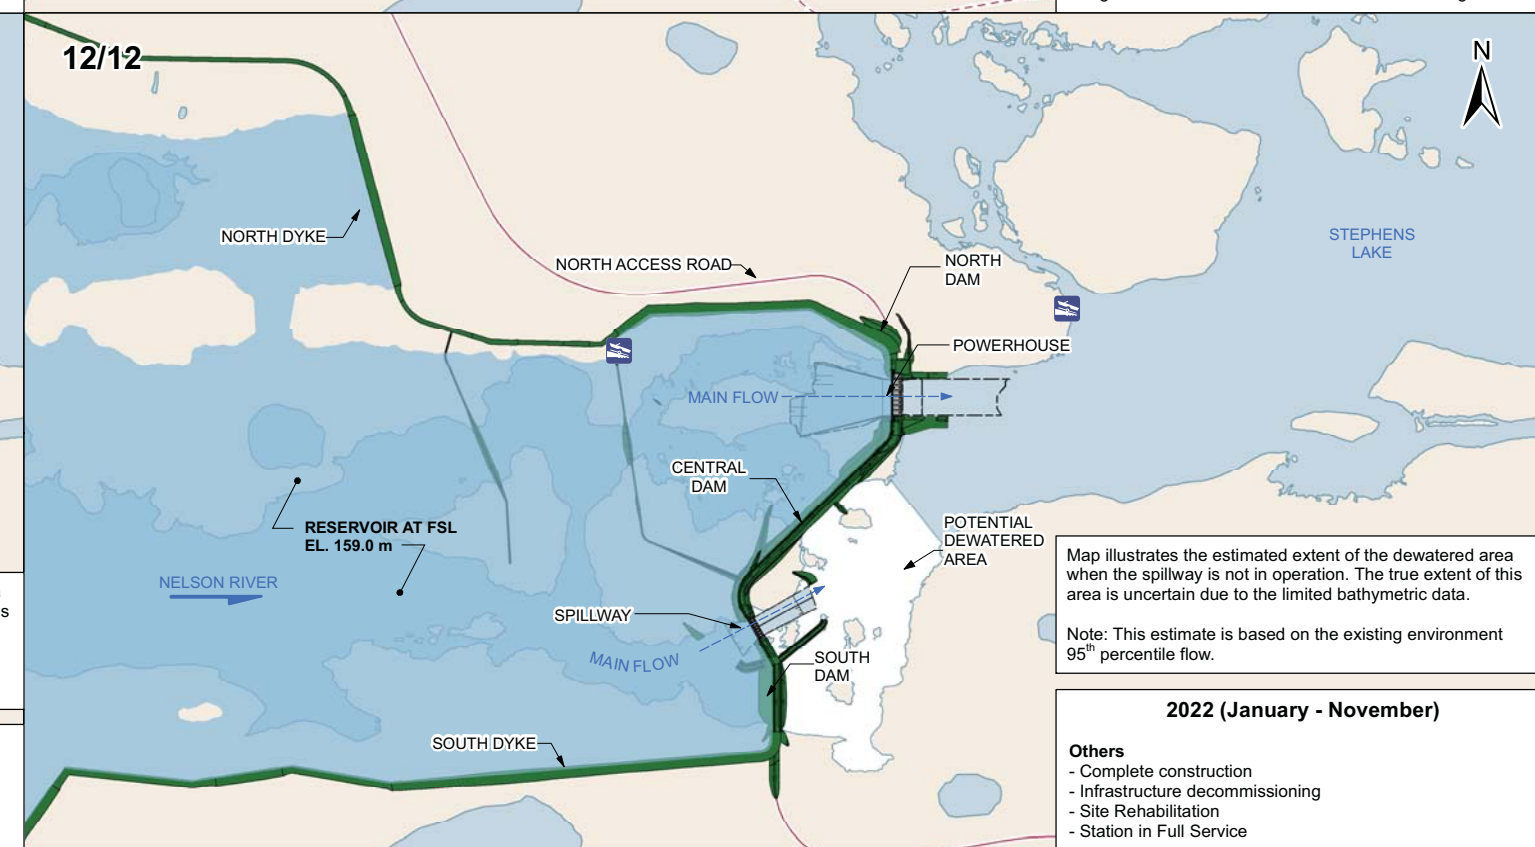 12/12
N
NORTH DYKE
NORTH ACCESS ROAD
NORTH
DAM
STEPHENS
LAKE
POWERHOUSE
MAIN FLOW
CENTRAL
DAM
RESERVOIR AT FSL
EL. 159.0 m
POTENTIAL
DEWATERED
AREA
NELSON RIVER
SPILLWAY
MAIN FLOW
SOUTH
DAM
SOUTH DYKE
Map illustrates the estimated extent of the dewatered area
when the spillway is not in operation. The true extent of this
area is uncertain due to the limited bathymetric data.
Note: This estimate is based on the existing environment
95th percentile flow.
2022 (January - November)
Others
- Complete construction
- Infrastructure decommissioning
- Site Rehabilitation
- Station in Full Service